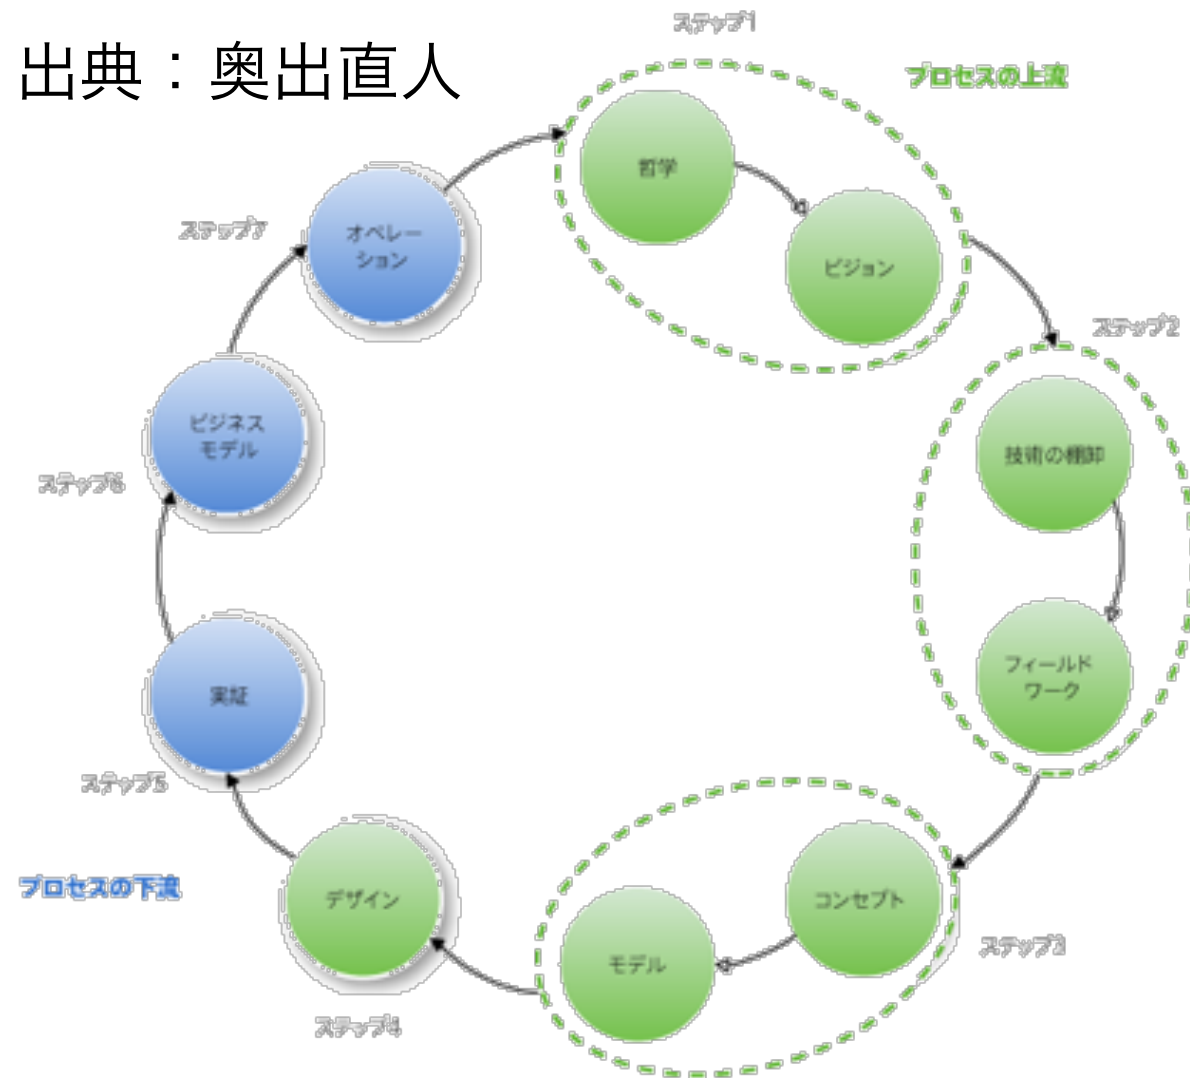 出典：奥出直人
ステップ1
プロセスの上流
哲学
ビジョン
ステップ2
技術の棚卸
フィールド
ワーク
ステップ3
コンセプト
モデル
ステップ4
デザイン
プロセスの下流
ステップ5
実証
ステップ6
ビジネス
モデル
ステップ7
オペレー
ション